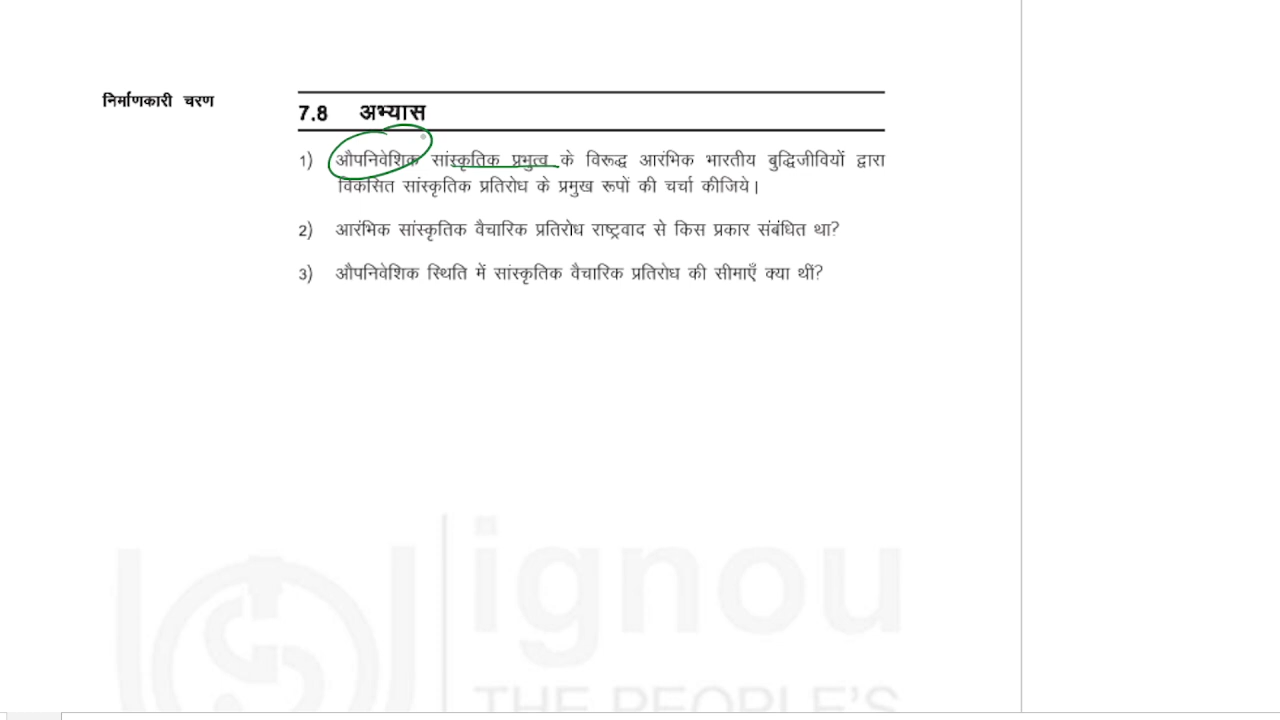 निर्माणकारी चरण
7.8 अभ्यास
1) औपनिवेशिक सांस्कृतिक प्रभुत्व के विरूद्ध आरंभिक भारतीय बुद्धिजीवियों द्वारा
विकसित सांस्कृतिक प्रतिरोध के प्रमुख रूपों की चर्चा कीजिये।
2) आरंभिक सांस्कृतिक वैचारिक प्रतिरोध राष्ट्रवाद से किस प्रकार संबंधित था?
3) औपनिवेशिक स्थिति में सांस्कृतिक वैचारिक प्रतिरोध की सीमाएँ क्या थीं?
ignou
THE PEOPLE'S